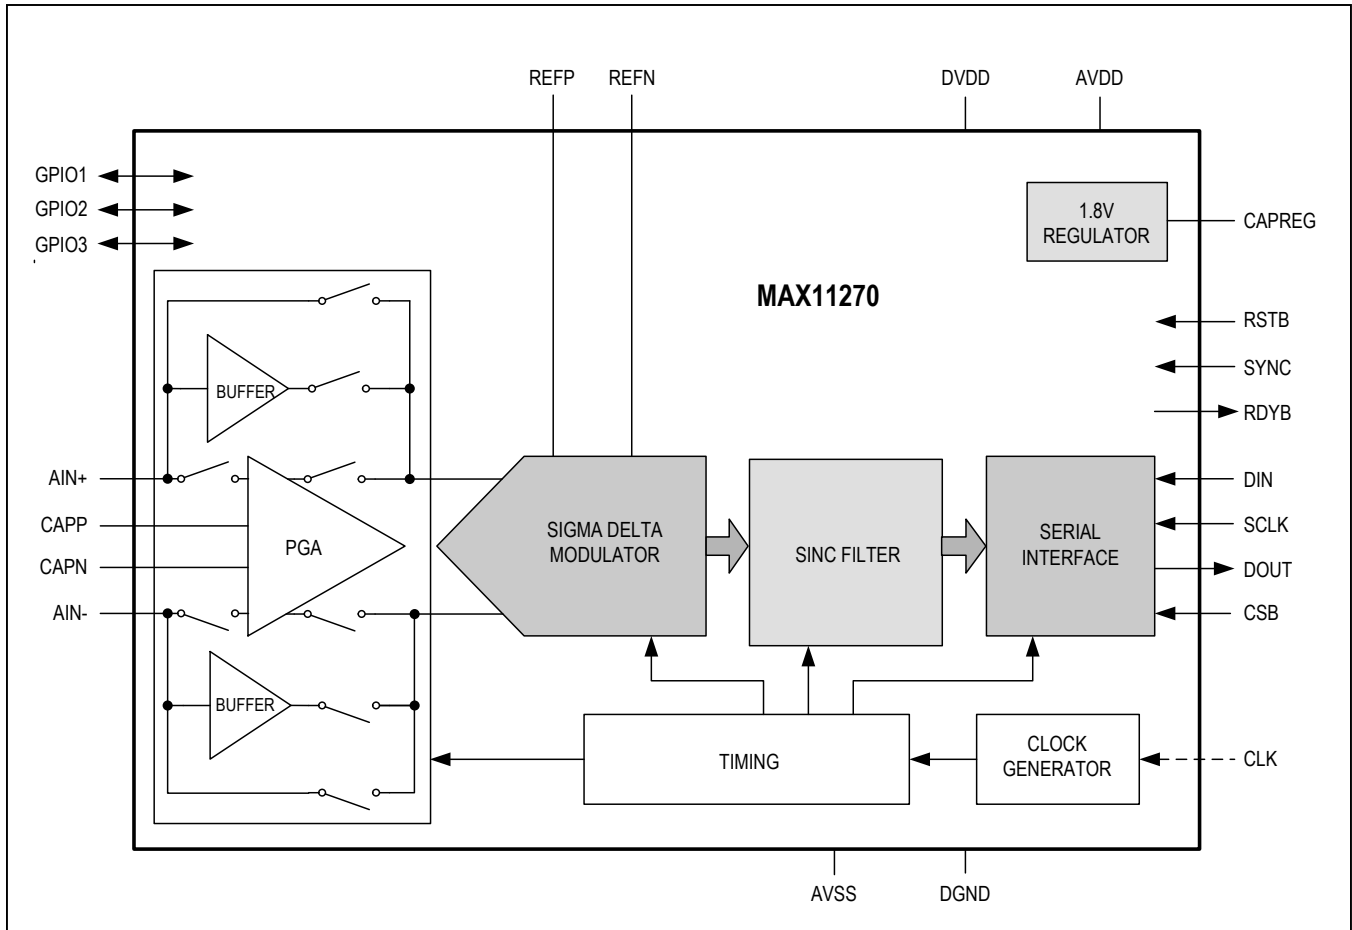 REFP
REFN
DVDD
AVDD
GPIO1
GPIO2
GPIO3
1.8V
REGULATOR
CAPREG
MAX11270
RSTB
SYNC
RDYB
BUFFER
AIN+
CAPP
CAPN
AIN-
PGA
SIGMA DELTA
MODULATOR
SINC FILTER
SERIAL
INTERFACE
DIN
SCLK
DOUT
CSB
BUFFER
TIMING
CLOCK
GENERATOR
CLK
AVSS
DGND